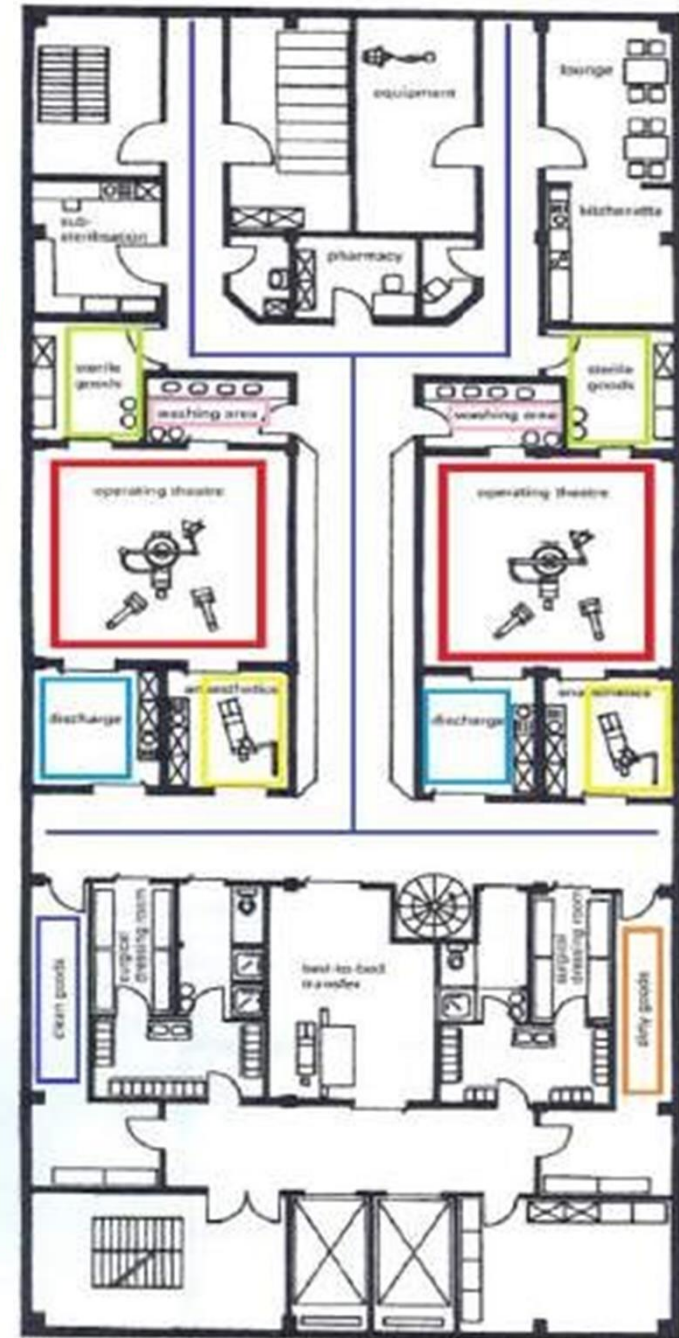 lounge
equipment
kitchenette
sub-
sterilisation
pharmacy
sterile
goods
sterile
goods
washing area
washing area
operating theatre
operating theatre
discharge
anaesthetics
discharge
clean goods
surgical
dressing room
bed-to-bed
transfer
surgical
dressing room
dirty goods